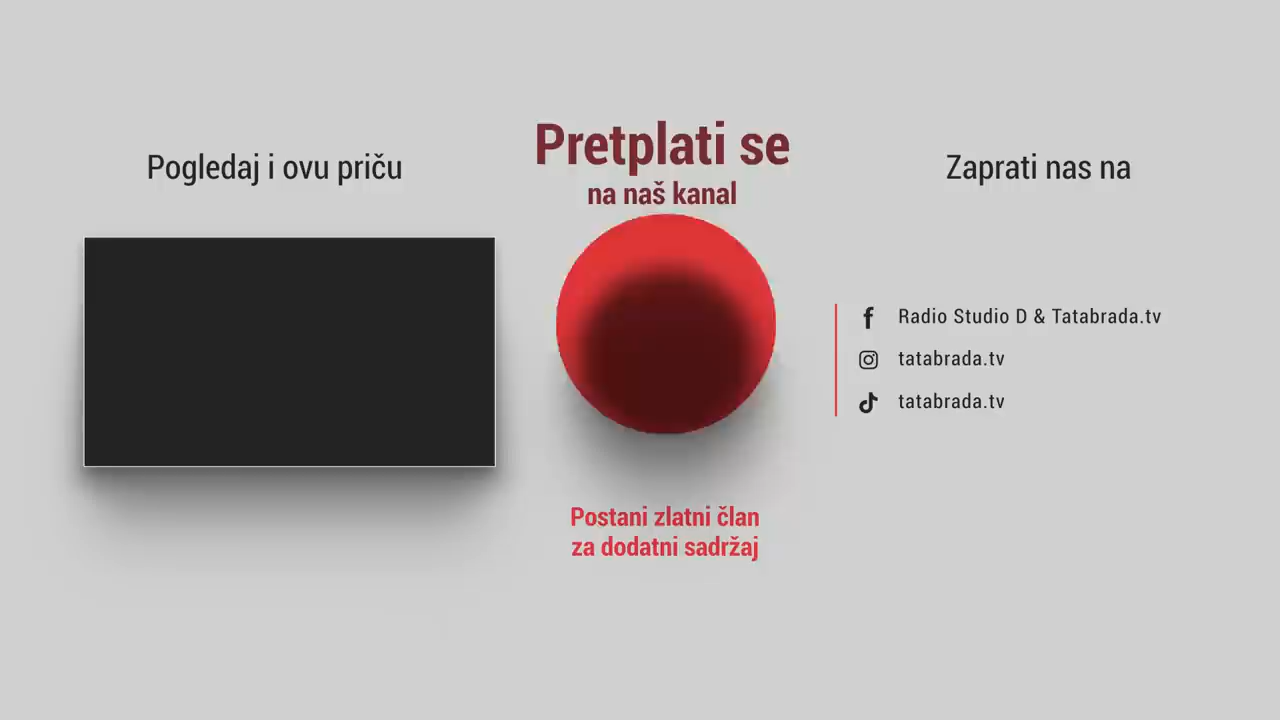 Pogledaj i ovu priču
Pretplati se
na naš kanal
Postani zlatni član
za dodatni sadržaj
Zaprati nas na
Radio Studio D & Tatabrada.tv
tatabrada.tv
tatabrada.tv